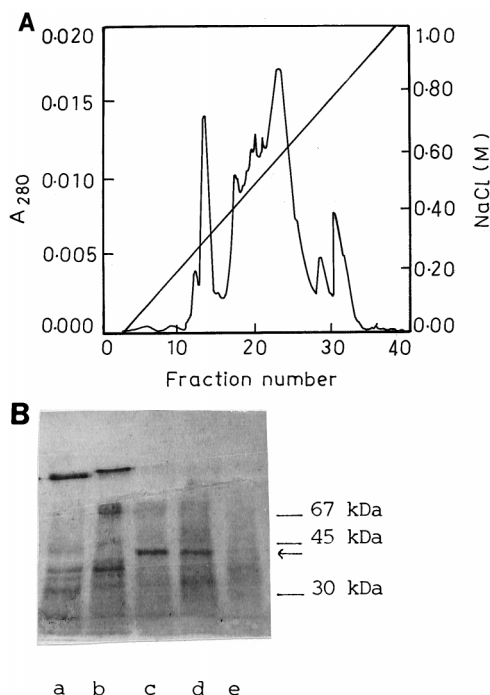 A
0.020
0.015
0.010
0.005
0.000
A280
1.00
0.80
0.60
0.40
0.20
0.00
NaCl (M)
0 10 20 30 40
Fraction number
B
67 kDa
45 kDa
←
30 kDa
a b c d e